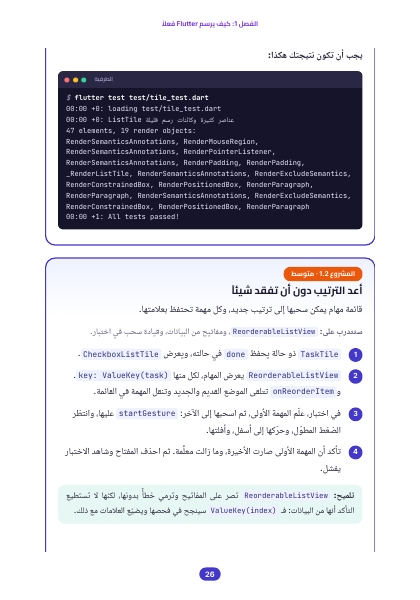 الفصل 1: كيف يرسم Flutter فعلاً
يجب أن تكون نتيجتك هكذا:
الطرفية
$ flutter test test/tile_test.dart
00:00 +0: loading test/tile_test.dart
00:00 +0: ListTile عناصر كثيرة وكائنات رسم قليلة
47 elements, 19 render objects:
RenderSemanticsAnnotations, RenderMouseRegion,
RenderSemanticsAnnotations, RenderPointerListener,
RenderSemanticsAnnotations, RenderPadding, RenderPadding,
_RenderListTile, RenderSemanticsAnnotations, RenderExcludeSemantics,
RenderConstrainedBox, RenderPositionedBox, RenderParagraph,
RenderParagraph, RenderSemanticsAnnotations, RenderExcludeSemantics,
RenderConstrainedBox, RenderPositionedBox, RenderParagraph
00:00 +1: All tests passed!
المشروع 1.2 · متوسط
أعد الترتيب دون أن تفقد شيئاً
قائمة مهام يمكن سحبها إلى ترتيب جديد، وكل مهمة تحتفظ بعلامتها.
ستتدرب على: ReorderableListView، ومفاتيح من البيانات، وقيادة سحب في اختبار.
1 TaskTile ذو حالة يحفظ done في حالته، ويعرض CheckboxListTile.
2 ReorderableListView يعرض المهام، لكل منها key: ValueKey(task).
و onReorderItem تتلقى الموضع القديم والجديد وتنقل المهمة في القائمة.
3 في اختبار، علّم المهمة الأولى، ثم اسحبها إلى الآخر: startGesture عليها، وانتظر
الضغط المطوّل، وحرّكها إلى أسفل، وأفلتها.
4 تأكد أن المهمة الأولى صارت الأخيرة، وما زالت معلَّمة. ثم احذف المفتاح وشاهد الاختبار
يفشل.
تلميح: ReorderableListView تصر على المفاتيح وترمي خطأً بدونها، لكنها لا تستطيع
التأكد أنها من البيانات: فـ ValueKey(index) سينجح في فحصها ويضيّع العلامات مع ذلك.
26